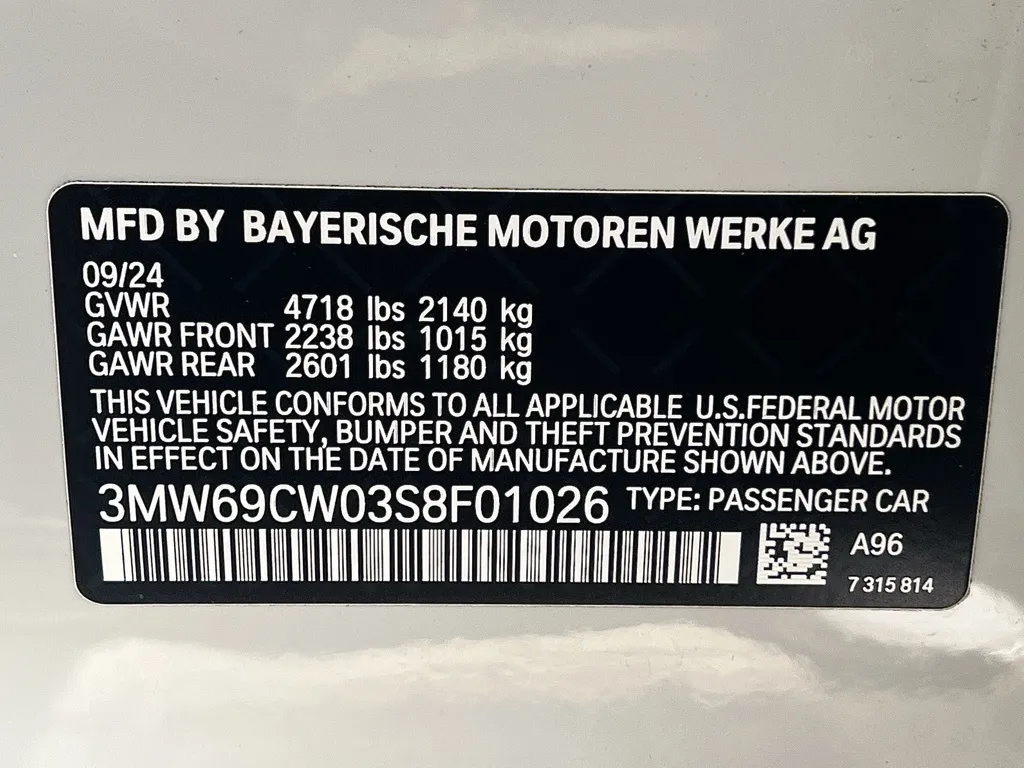 MFD BY BAYERISCHE MOTOREN WERKE AG
09/24
GVWR 4718 lbs 2140 kg
GAWR FRONT 2238 lbs 1015 kg
GAWR REAR 2601 lbs 1180 kg
THIS VEHICLE CONFORMS TO ALL APPLICABLE U.S.FEDERAL MOTOR
VEHICLE SAFETY, BUMPER AND THEFT PREVENTION STANDARDS
IN EFFECT ON THE DATE OF MANUFACTURE SHOWN ABOVE.
3MW69CW03S8F01026 TYPE: PASSENGER CAR
A96
7 315 814